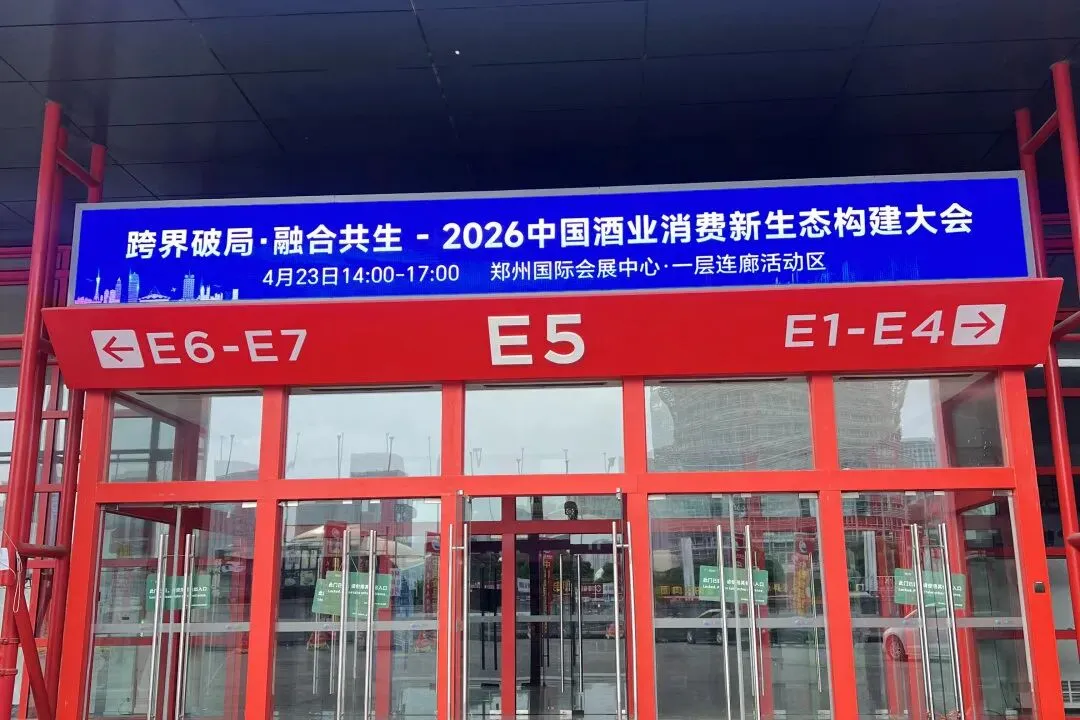 跨界破局·融合共生 - 2026中国酒业消费新生态构建大会
4月23日14:00-17:00 郑州国际会展中心·一层连廊活动区
E6-E7
E5
E1-E4